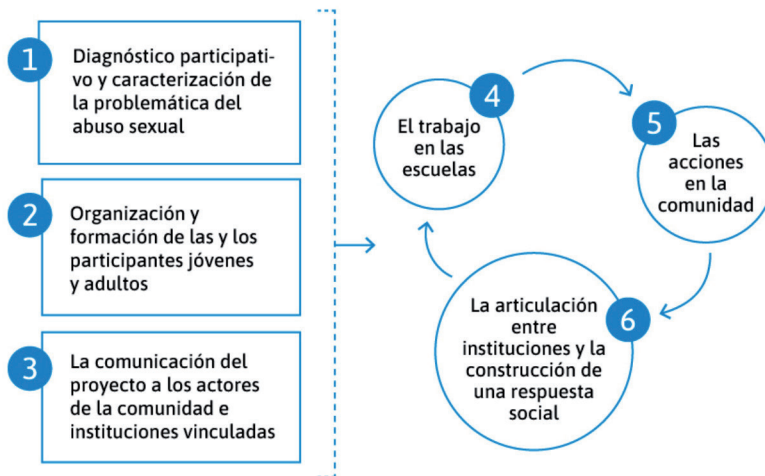 1
Diagnóstico participati-
vo y caracterización de
la problemática del
abuso sexual
2
Organización y
formación de las y los
participantes jóvenes
y adultos
3
La comunicación del
proyecto a los actores
de la comunidad e
instituciones vinculadas
4
El trabajo
en las
escuelas
5
Las
acciones
en la
comunidad
6
La articulación
entre
instituciones y la
construcción de
una respuesta
social